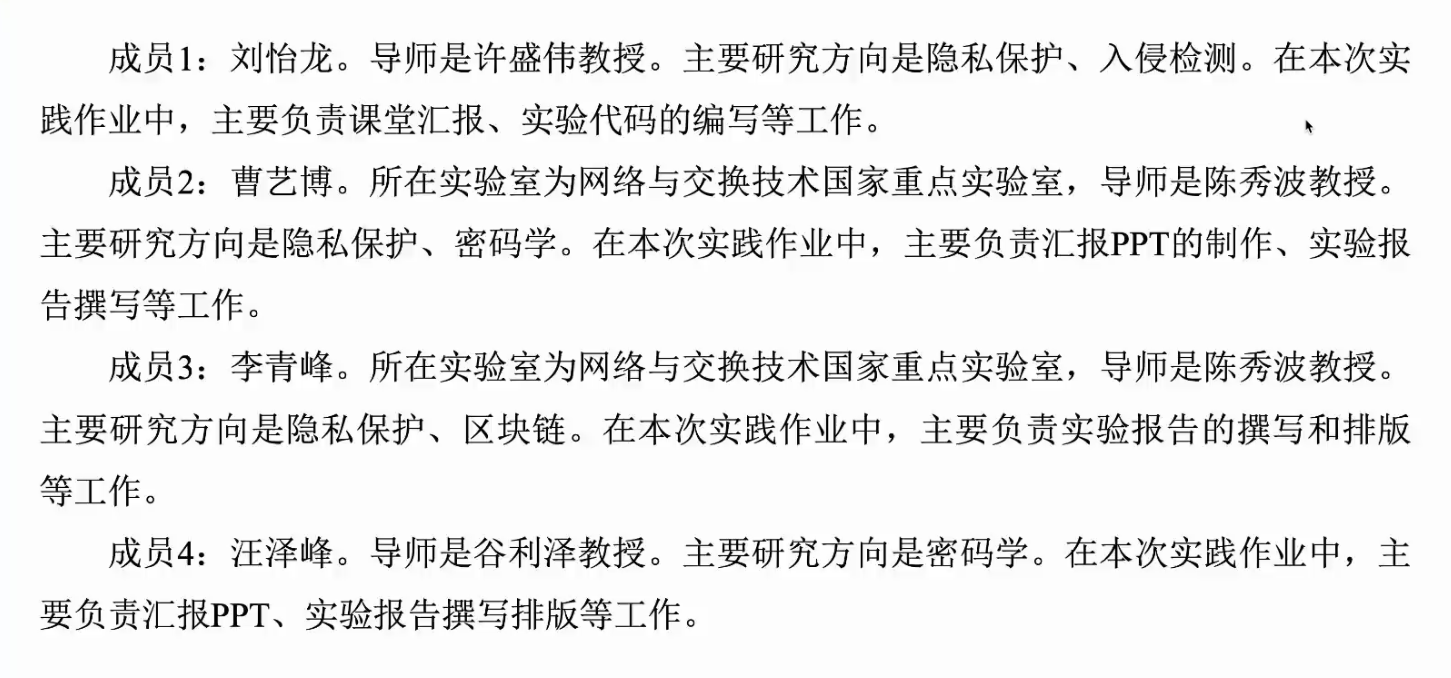 成员1：刘怡龙。导师是许盛伟教授。主要研究方向是隐私保护、入侵检测。在本次实
践作业中，主要负责课堂汇报、实验代码的编写等工作。
成员2：曹艺博。所在实验室为网络与交换技术国家重点实验室，导师是陈秀波教授。
主要研究方向是隐私保护、密码学。在本次实践作业中，主要负责汇报PPT的制作、实验报
告撰写等工作。
成员3：李青峰。所在实验室为网络与交换技术国家重点实验室，导师是陈秀波教授。
主要研究方向是隐私保护、区块链。在本次实践作业中，主要负责实验报告的撰写和排版
等工作。
成员4：汪泽峰。导师是谷利泽教授。主要研究方向是密码学。在本次实践作业中，主
要负责汇报PPT、实验报告撰写排版等工作。